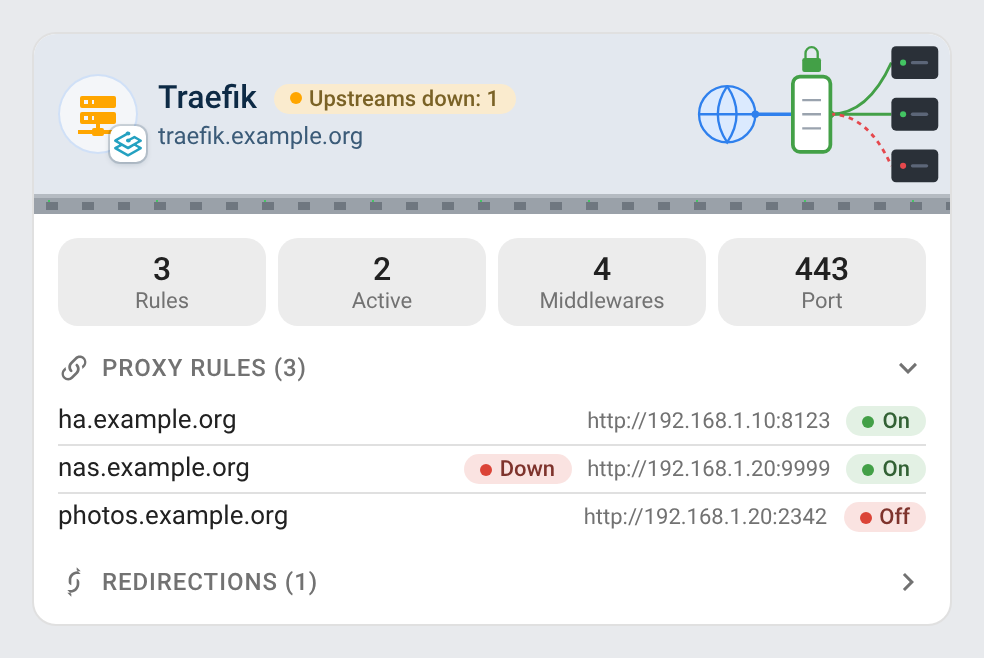 Traefik
Upstreams down: 1
traefik.example.org
3
Rules
2
Active
4
Middlewares
443
Port
PROXY RULES (3)
ha.example.org http://192.168.1.10:8123 On
nas.example.org Down http://192.168.1.20:9999 On
photos.example.org http://192.168.1.20:2342 Off
REDIRECTIONS (1)